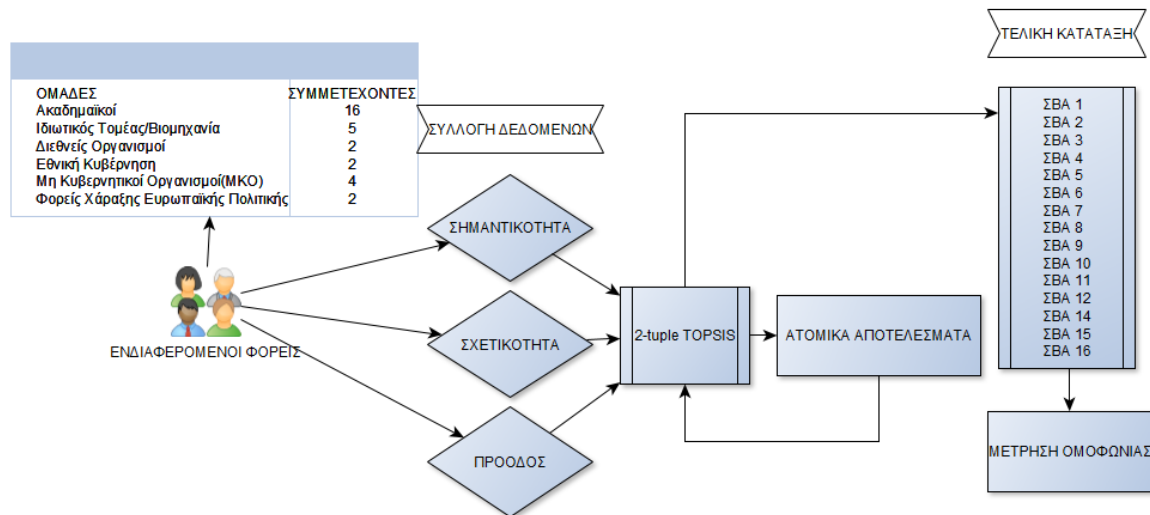 ΟΜΑΔΕΣ ΣΥΜΜΕΤΕΧΟΝΤΕΣ
Ακαδημαϊκοί 16
Ιδιωτικός Τομέας/Βιομηχανία 5
Διεθνείς Οργανισμοί 2
Εθνική Κυβέρνηση 2
Μη Κυβερνητικοί Οργανισμοί(ΜΚΟ) 4
Φορείς Χάραξης Ευρωπαϊκής Πολιτικής 2
ΕΝΔΙΑΦΕΡΟΜΕΝΟΙ ΦΟΡΕΙΣ
ΣΥΛΛΟΓΗ ΔΕΔΟΜΕΝΩΝ
ΣΗΜΑΝΤΙΚΟΤΗΤΑ
ΣΧΕΤΙΚΟΤΗΤΑ
ΠΡΟΟΔΟΣ
2-tuple TOPSIS
ΑΤΟΜΙΚΑ ΑΠΟΤΕΛΕΣΜΑΤΑ
ΤΕΛΙΚΗ ΚΑΤΑΤΑΞΗ
ΣΒΑ 1
ΣΒΑ 2
ΣΒΑ 3
ΣΒΑ 4
ΣΒΑ 5
ΣΒΑ 6
ΣΒΑ 7
ΣΒΑ 8
ΣΒΑ 9
ΣΒΑ 10
ΣΒΑ 11
ΣΒΑ 12
ΣΒΑ 14
ΣΒΑ 15
ΣΒΑ 16
ΜΕΤΡΗΣΗ ΟΜΟΦΩΝΙΑΣ